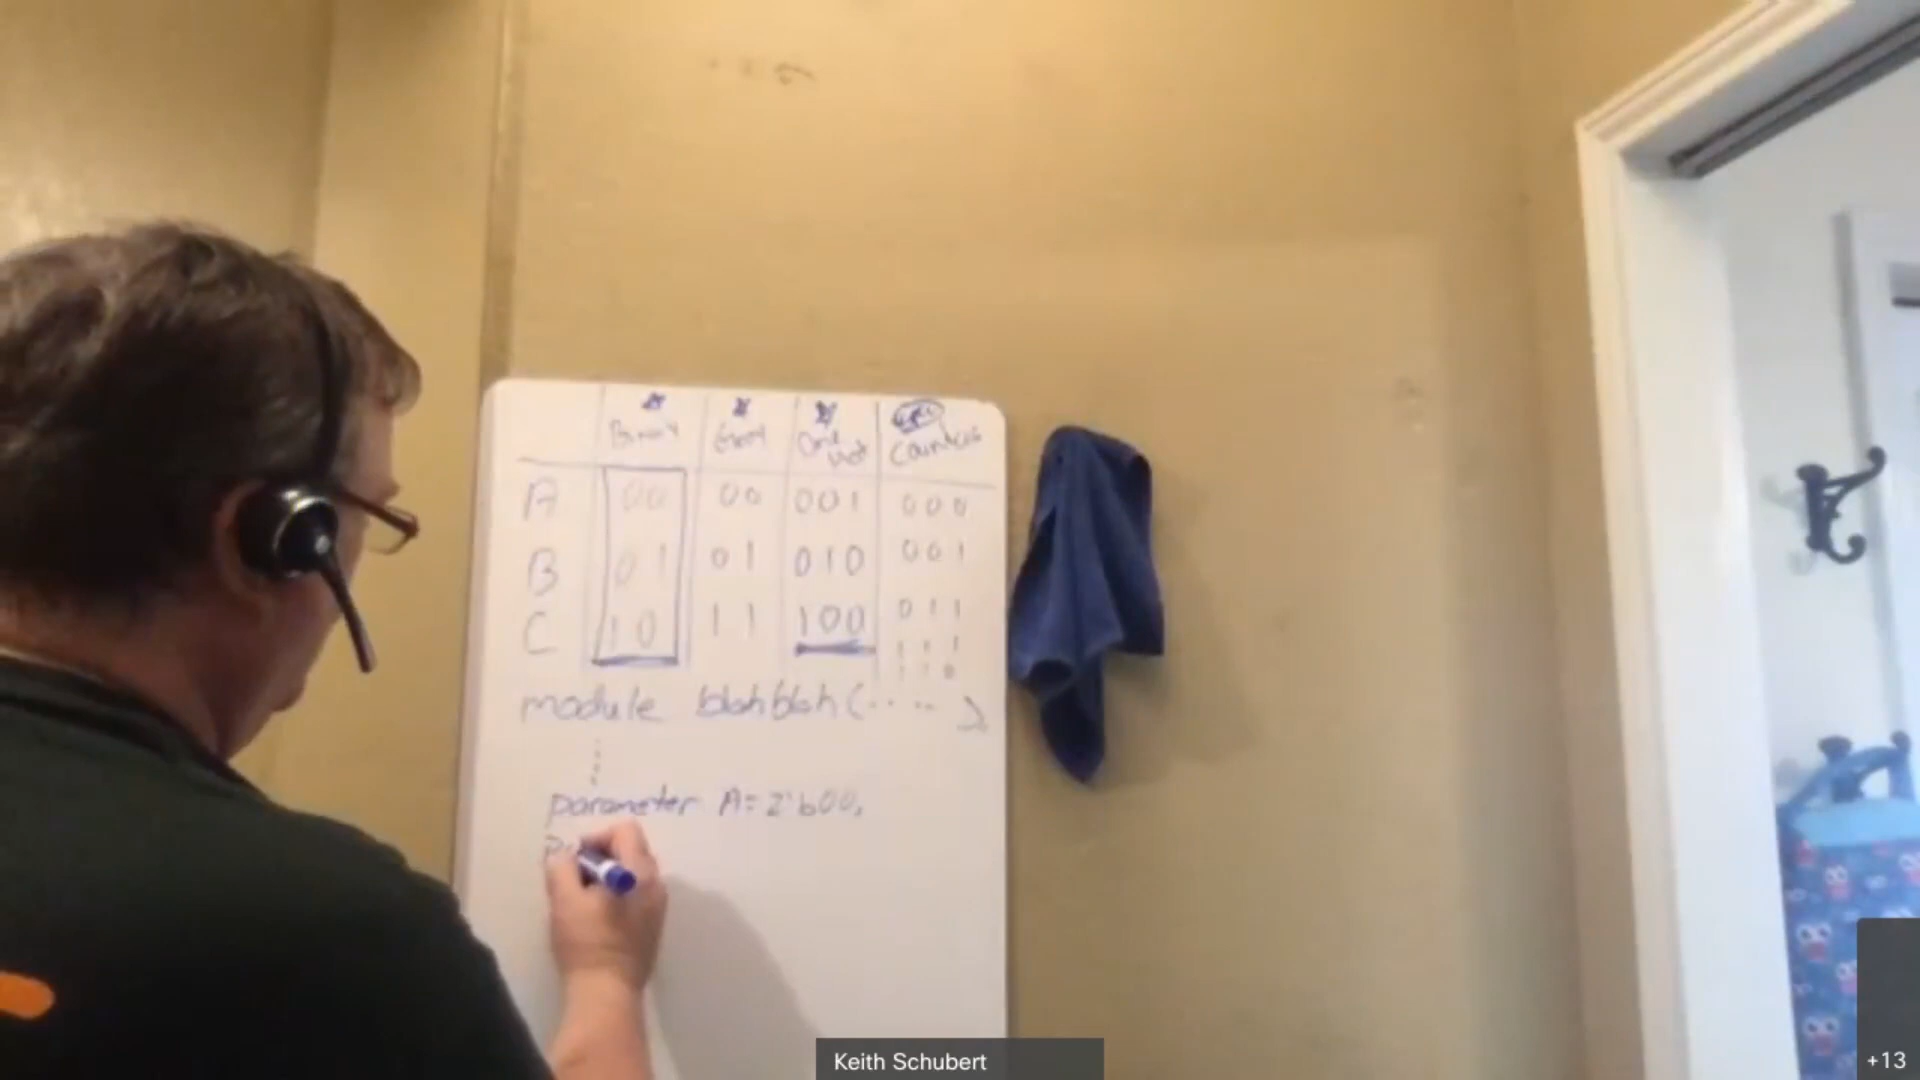 Binary Gray One Hot Counting
A 00 00 001 000
B 01 01 010 001
C 10 11 100 011
111
110
module blahblah (.....);
parameter A=2'b00,
Keith Schubert
+13